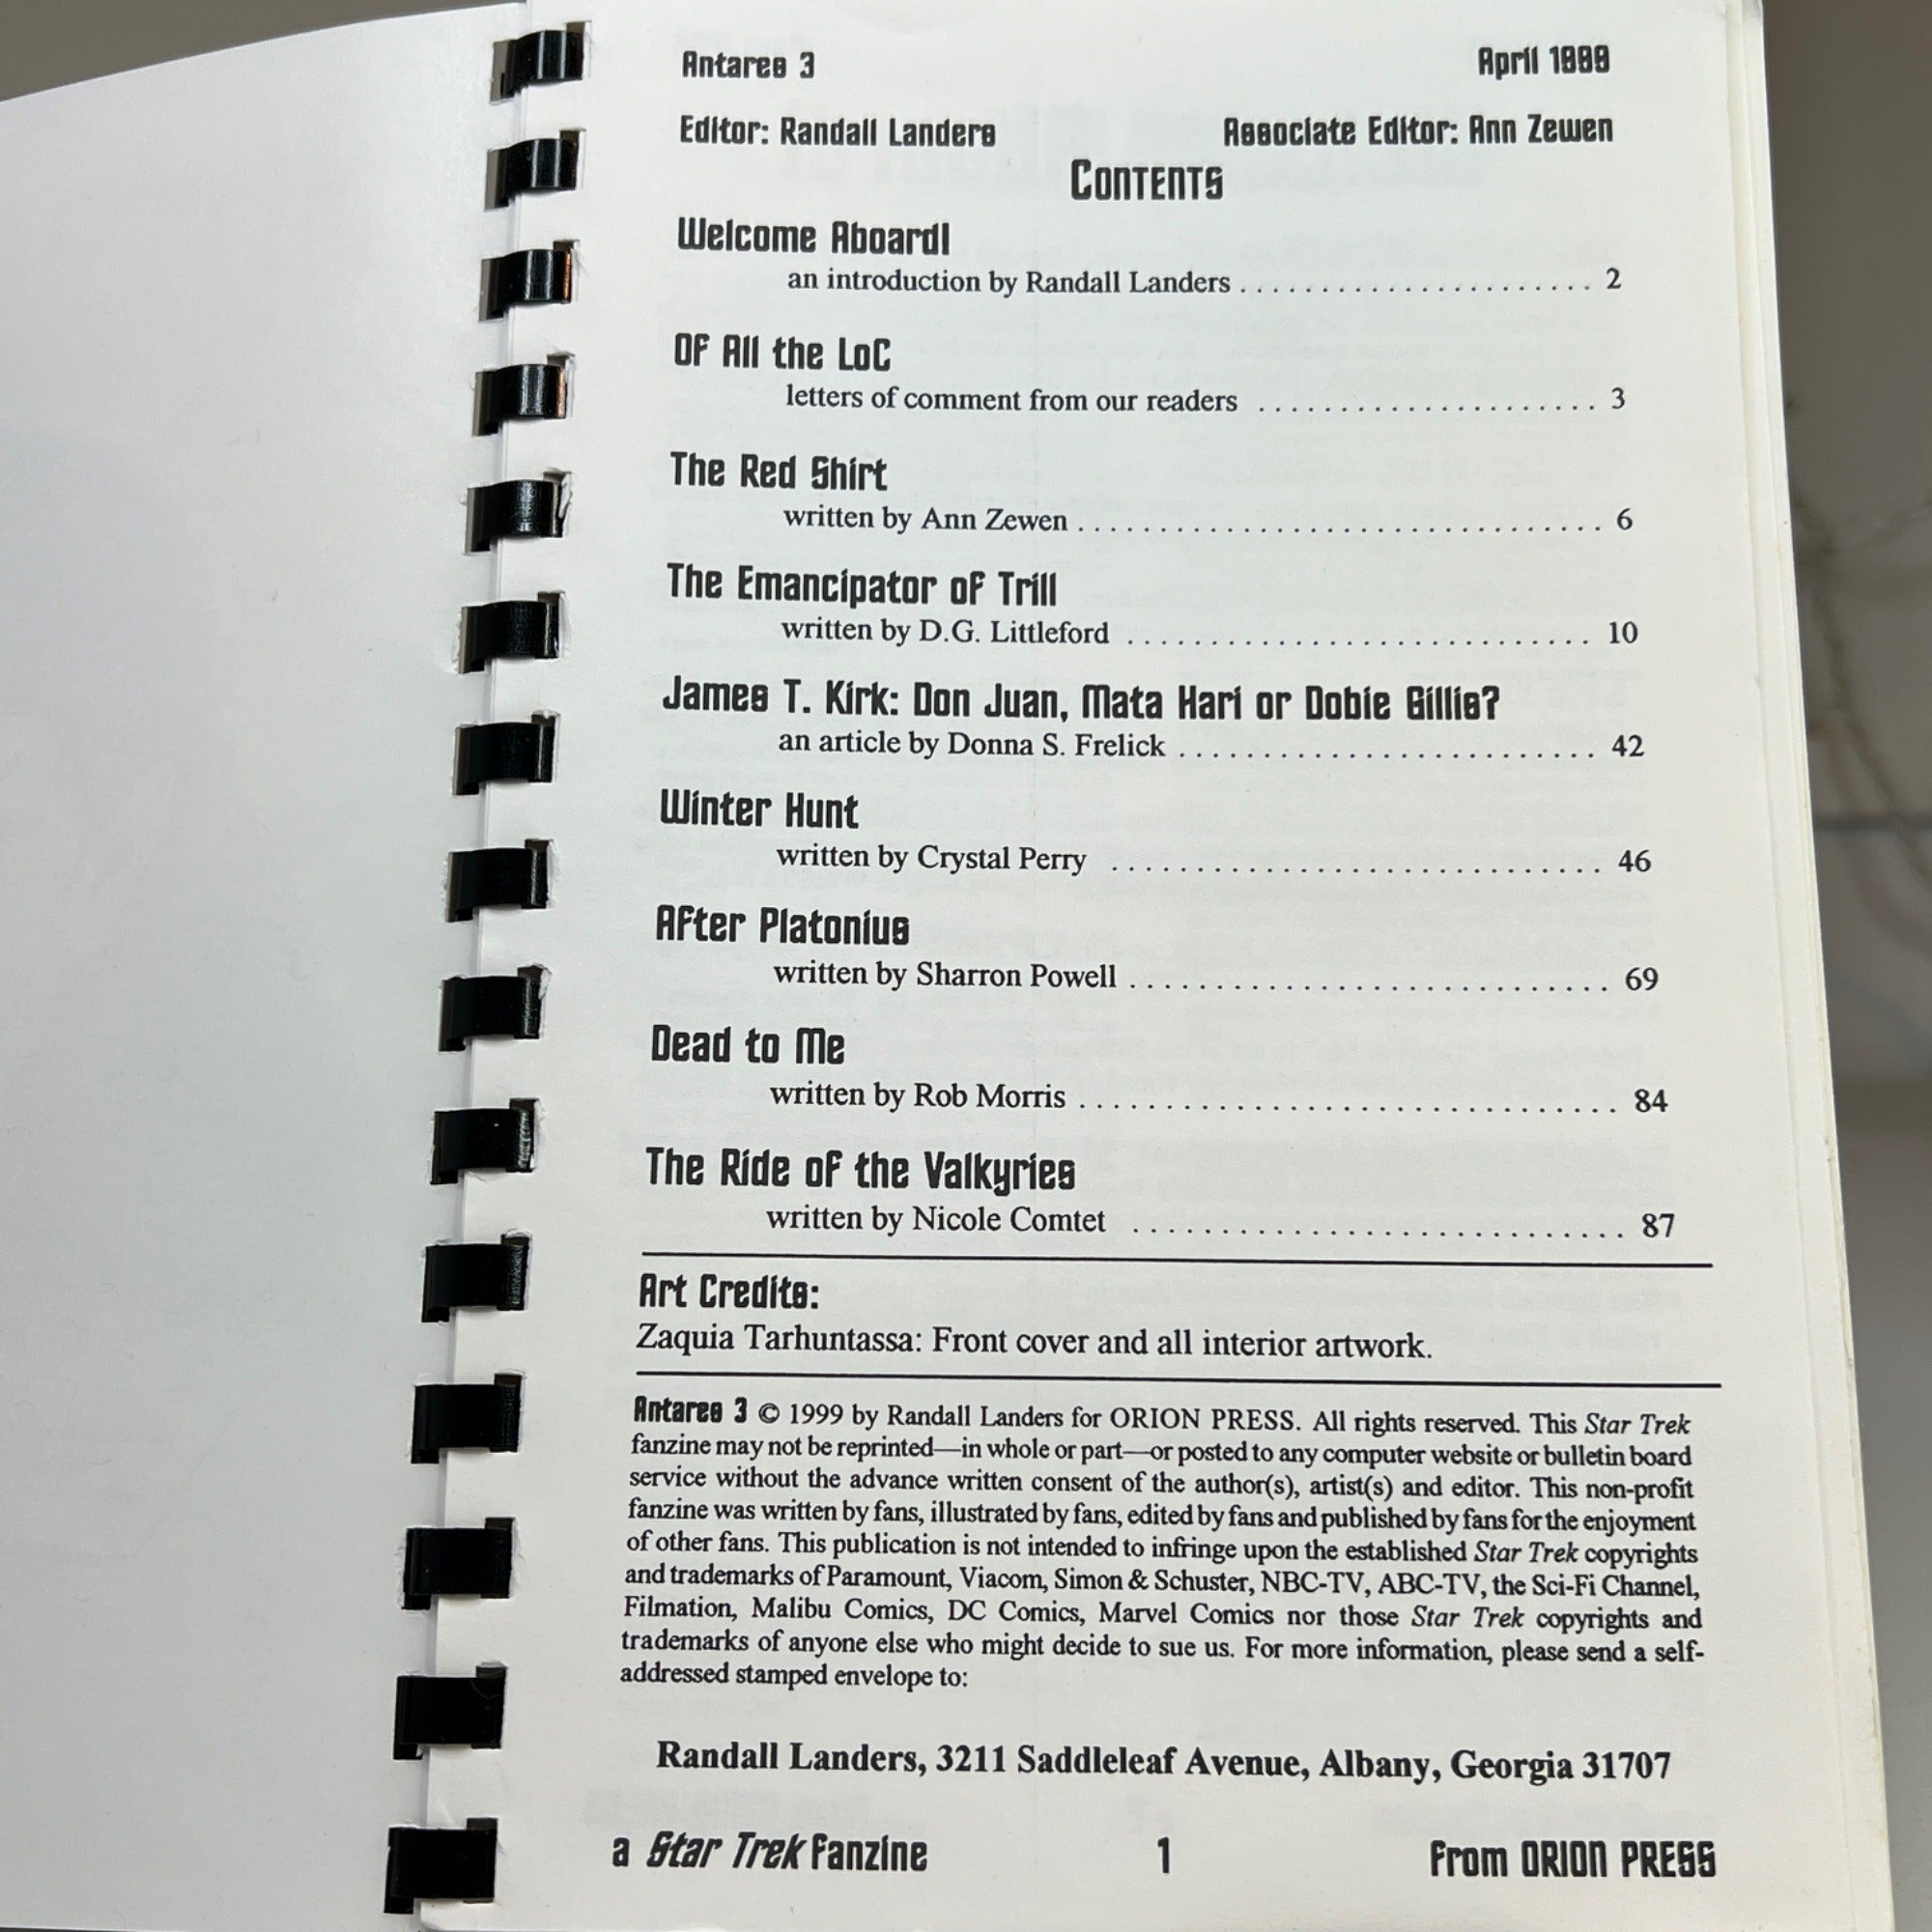 Antares 3 April 1999
Editor: Randall Landers Associate Editor: Ann Zewen
Contents
Welcome Aboard!
an introduction by Randall Landers . . . . . . . . . . . . . . . . . . . . . . 2
Of All the LoC
letters of comment from our readers . . . . . . . . . . . . . . . . . . . . . 3
The Red Shirt
written by Ann Zewen . . . . . . . . . . . . . . . . . . . . . . . . . . . . . . . . 6
The Emancipator of Trill
written by D.G. Littleford . . . . . . . . . . . . . . . . . . . . . . . . . . . . 10
James T. Kirk: Don Juan, Mata Hari or Dobie Gillis?
an article by Donna S. Frelick . . . . . . . . . . . . . . . . . . . . . . . . . 42
Winter Hunt
written by Crystal Perry . . . . . . . . . . . . . . . . . . . . . . . . . . . . . 46
After Platonius
written by Sharron Powell . . . . . . . . . . . . . . . . . . . . . . . . . . . . 69
Dead to Me
written by Rob Morris . . . . . . . . . . . . . . . . . . . . . . . . . . . . . . . 84
The Ride of the Valkyries
written by Nicole Comtet . . . . . . . . . . . . . . . . . . . . . . . . . . . . 87
Art Credits:
Zaquia Tarhuntassa: Front cover and all interior artwork.
Antares 3 © 1999 by Randall Landers for ORION PRESS. All rights reserved. This Star Trek
fanzine may not be reprinted—in whole or part—or posted to any computer website or bulletin board
service without the advance written consent of the author(s), artist(s) and editor. This non-profit
fanzine was written by fans, illustrated by fans, edited by fans and published by fans for the enjoyment
of other fans. This publication is not intended to infringe upon the established Star Trek copyrights
and trademarks of Paramount, Viacom, Simon & Schuster, NBC-TV, ABC-TV, the Sci-Fi Channel,
Filmation, Malibu Comics, DC Comics, Marvel Comics nor those Star Trek copyrights and
trademarks of anyone else who might decide to sue us. For more information, please send a self-
addressed stamped envelope to:
Randall Landers, 3211 Saddleleaf Avenue, Albany, Georgia 31707
a Star Trek fanzine 1 from ORION PRESS